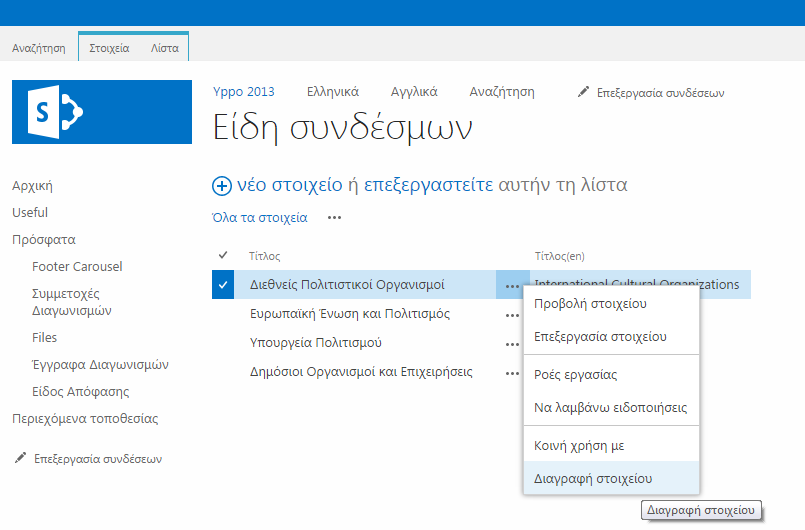 Αναζήτηση Στοιχεία Λίστα
S
Yppo 2013 Ελληνικά Αγγλικά Αναζήτηση Επεξεργασία συνδέσεων
Είδη συνδέσμων
νέο στοιχείο ή επεξεργαστείτε αυτήν τη λίστα
Όλα τα στοιχεία •••
Αρχική
Useful
Πρόσφατα
Footer Carousel
Συμμετοχές
Διαγωνισμών
Files
Έγγραφα Διαγωνισμών
Είδος Απόφασης
Περιεχόμενα τοποθεσίας
Επεξεργασία συνδέσεων
Τίτλος Τίτλος(en)
Διεθνείς Πολιτιστικοί Οργανισμοί ••• International Cultural Organizations
Ευρωπαϊκή Ένωση και Πολιτισμός •••
Υπουργεία Πολιτισμού •••
Δημόσιοι Οργανισμοί και Επιχειρήσεις •••
Προβολή στοιχείου
Επεξεργασία στοιχείου
Ροές εργασίας
Να λαμβάνω ειδοποιήσεις
Κοινή χρήση με
Διαγραφή στοιχείου
Διαγραφή στοιχείου